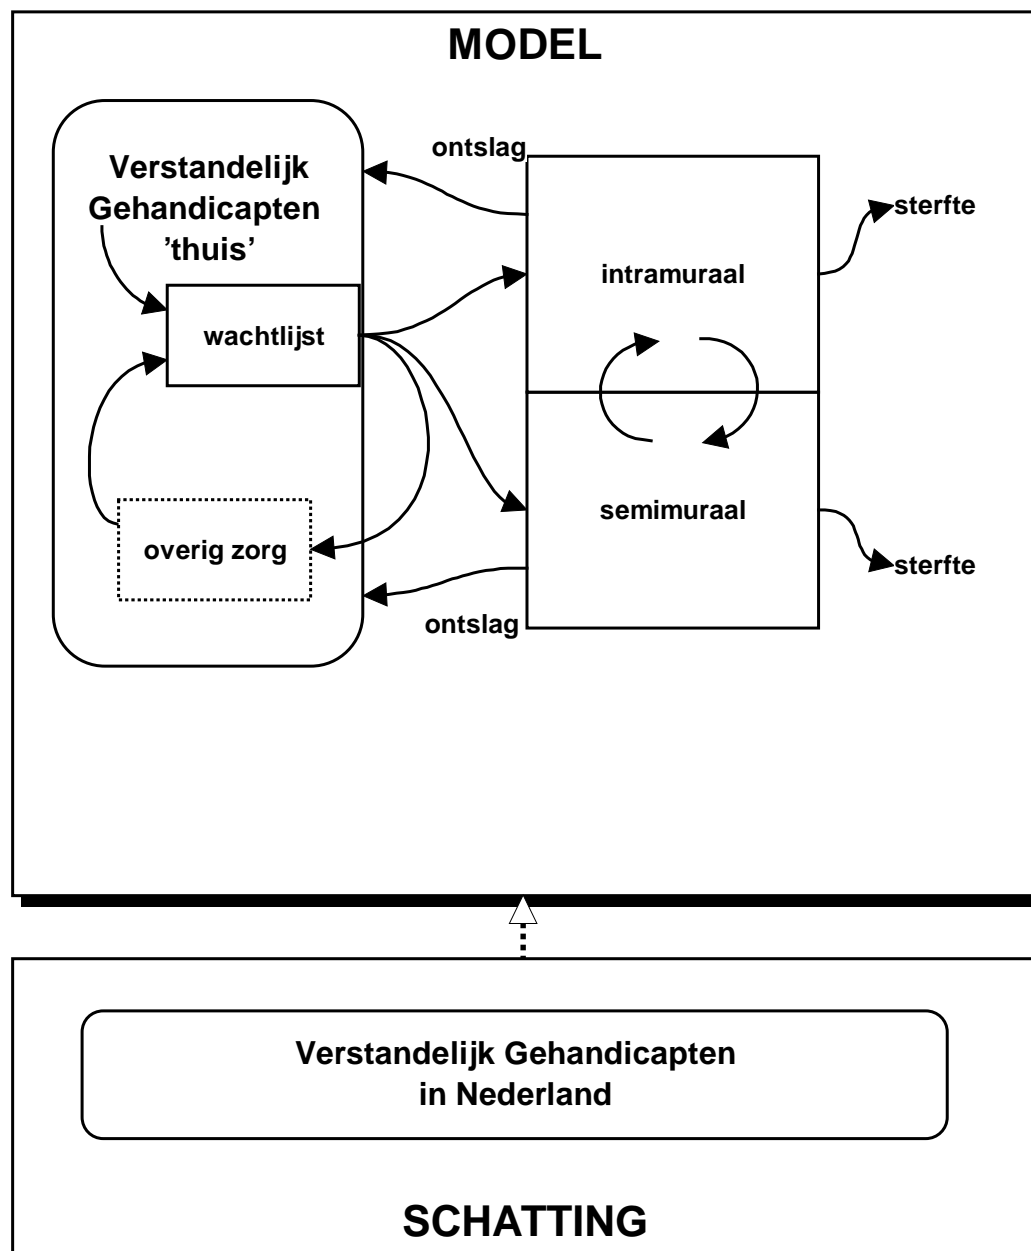 MODEL
ontslag
Verstandelijk
Gehandicapten
’thuis’
sterfte
intramuraal
wachtlijst
semimuraal
overig zorg
sterfte
ontslag
Verstandelijk Gehandicapten
in Nederland
SCHATTING